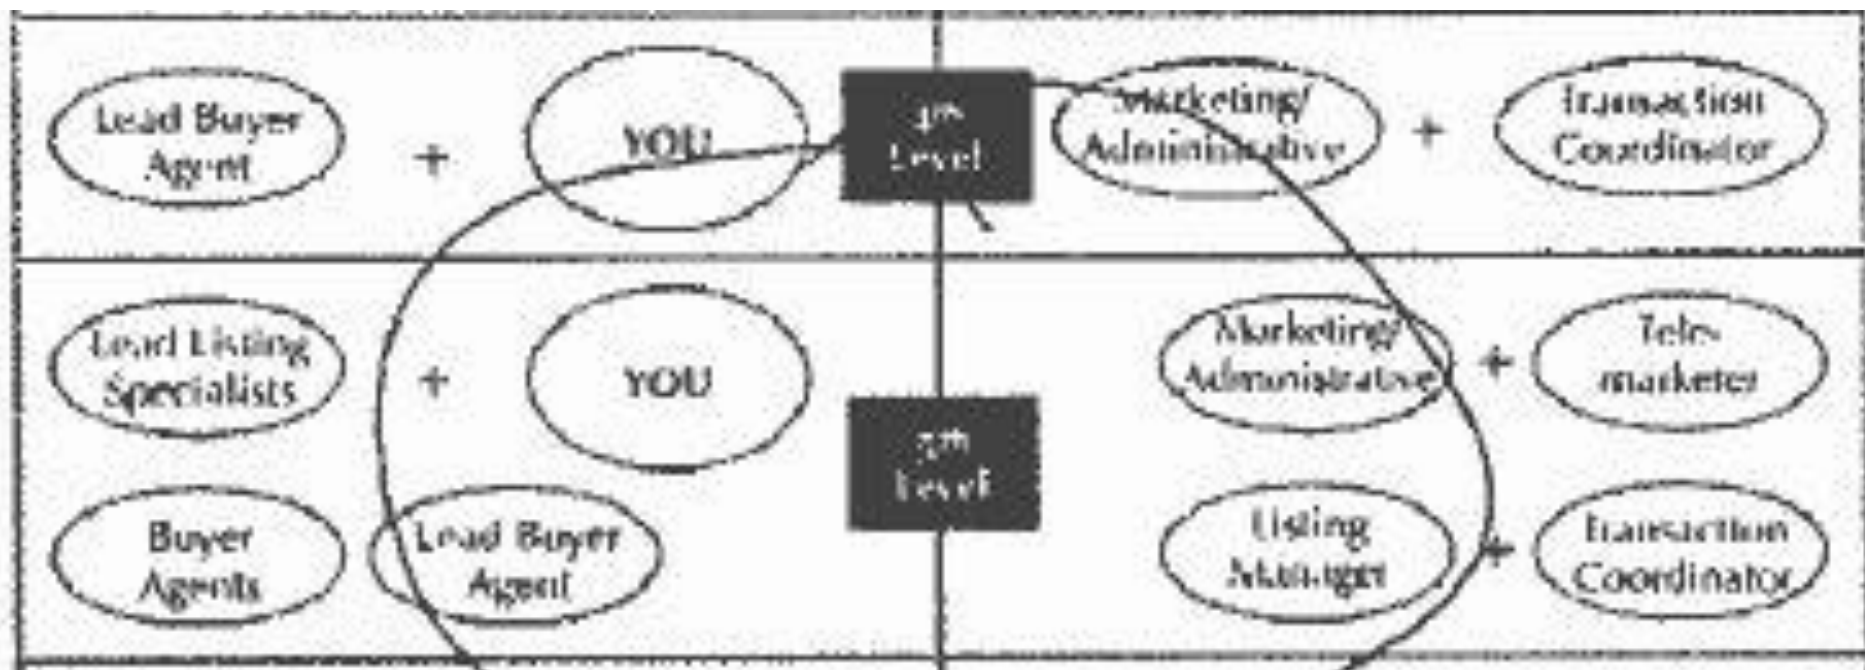 Lead Buyer
Agent
+
YOU
4th
Level
Marketing/
Administrative
+
Transaction
Coordinator
Lead Listing
Specialists
+
YOU
5th
Level
Marketing/
Administrative
+
Tele-
marketer
Buyer
Agents
Lead Buyer
Agent
Listing
Manager
+
Transaction
Coordinator